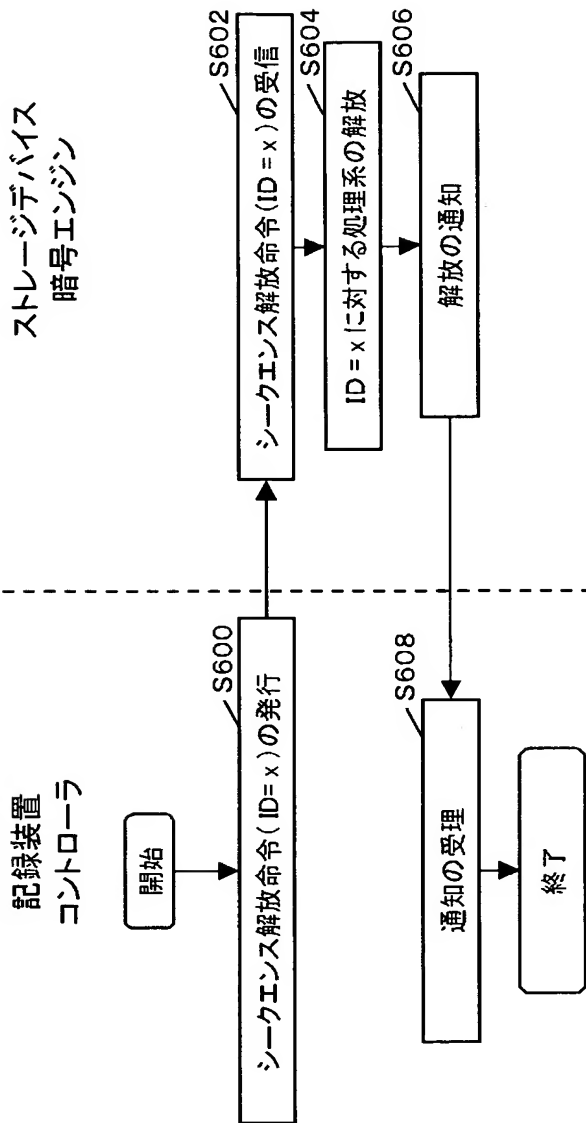 記録装置
コントローラ
ストレージデバイス
暗号エンジン
開始
S600
シークエンス解放命令(ID=x)の発行
S602
シークエンス解放命令(ID=x)の受信
S604
ID=xに対する処理系の解放
S606
解放の通知
S608
通知の受理
終了